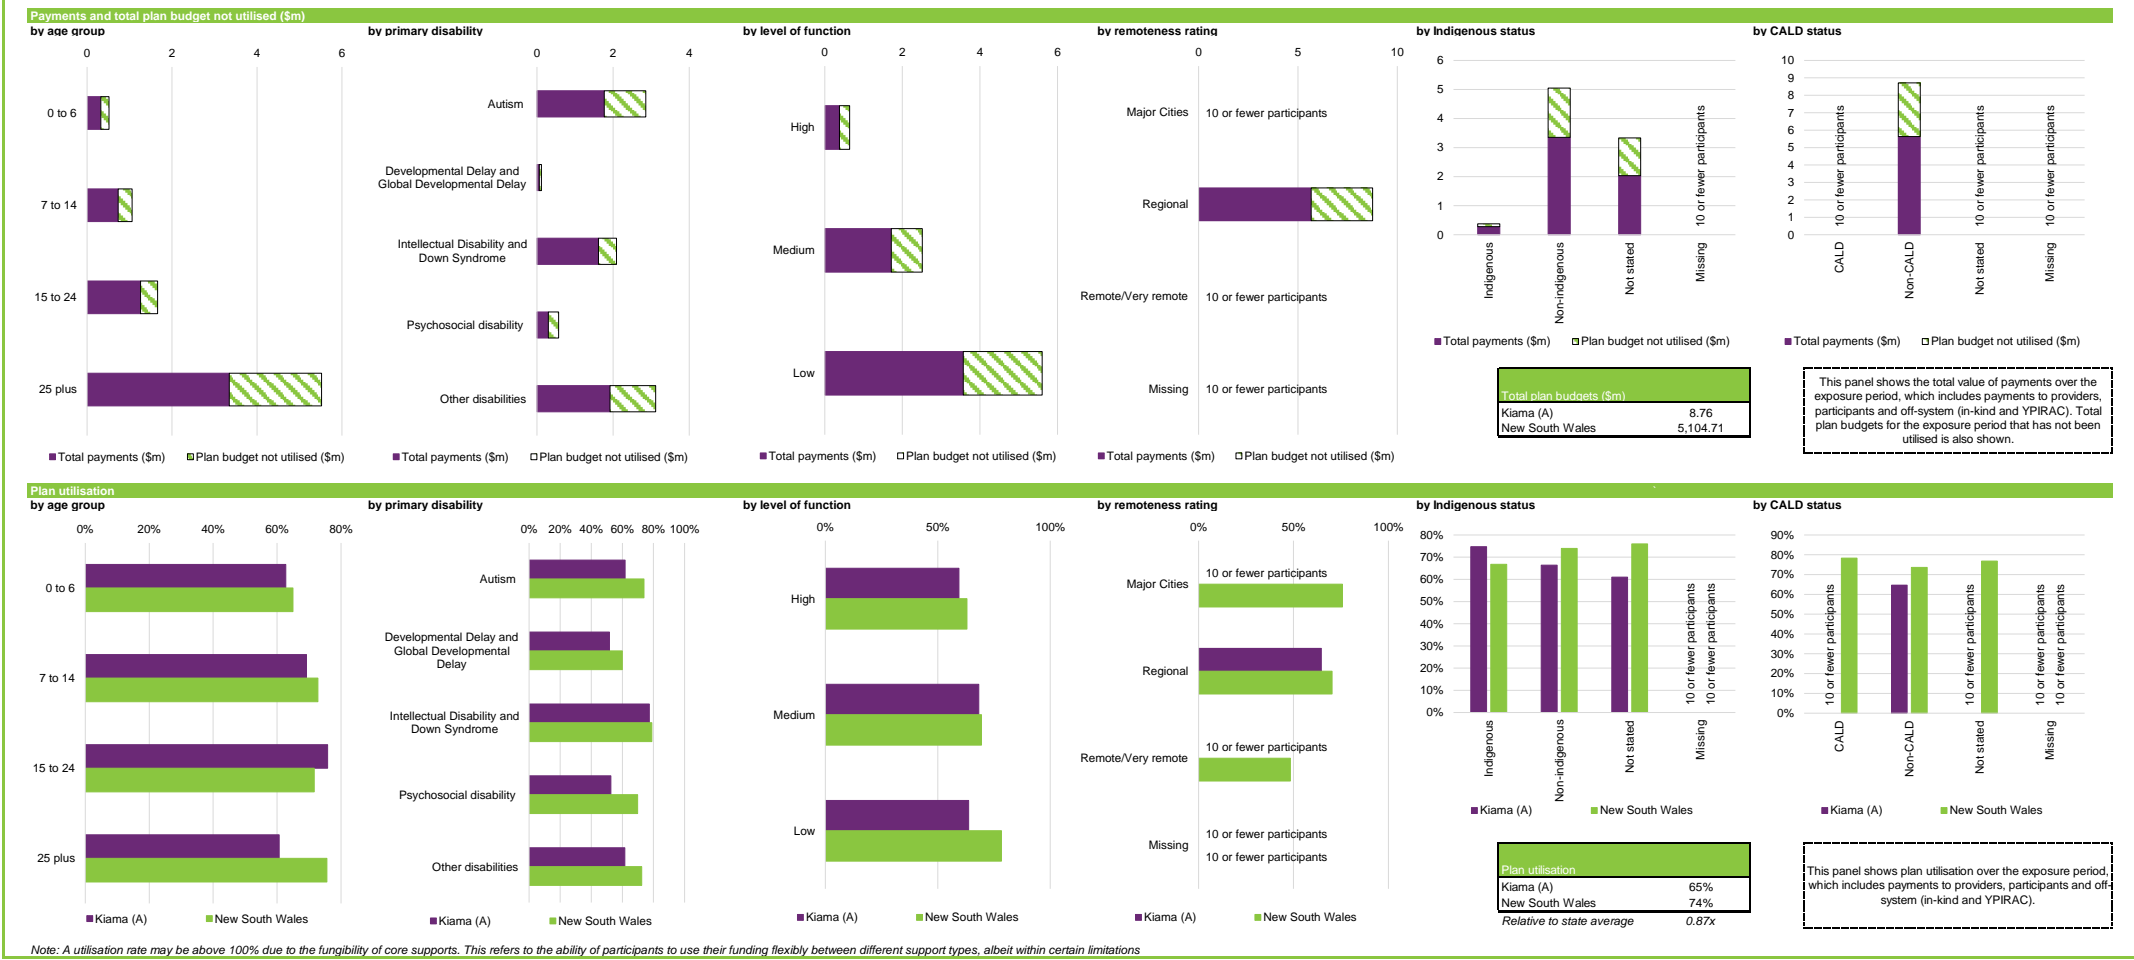 Payments and total plan budget not utilised ($m)
by age group
0 2 4 6
0 to 6
7 to 14
15 to 24
25 plus
Total payments ($m) Plan budget not utilised ($m)
by primary disability
0 2 4
Autism
Developmental Delay and
Global Developmental Delay
Intellectual Disability and
Down Syndrome
Psychosocial disability
Other disabilities
Total payments ($m) Plan budget not utilised ($m)
by level of function
0 2 4 6
High
Medium
Low
Total payments ($m) Plan budget not utilised ($m)
by remoteness rating
0 5 10
Major Cities 10 or fewer participants
Regional
Remote/Very remote 10 or fewer participants
Missing 10 or fewer participants
Total payments ($m) Plan budget not utilised ($m)
by Indigenous status
6
5
4
3
2
1
0
10 or fewer participants
Indigenous
Non-indigenous
Not stated
Missing
Total payments ($m) Plan budget not utilised ($m)
by CALD status
10
9
8
7
6
5
4
3
2
1
0
10 or fewer participants
10 or fewer participants
10 or fewer participants
CALD
Non-CALD
Not stated
Missing
Total payments ($m) Plan budget not utilised ($m)
Total plan budgets ($m)
Kiama (A) 8.76
New South Wales 5,104.71
This panel shows the total value of payments over the
exposure period, which includes payments to providers,
participants and off-system (in-kind and YPIRAC). Total
plan budgets for the exposure period that has not been
utilised is also shown.
Plan utilisation
by age group
0% 20% 40% 60% 80%
0 to 6
7 to 14
15 to 24
25 plus
Kiama (A) New South Wales
by primary disability
0% 20% 40% 60% 80% 100%
Autism
Developmental Delay and
Global Developmental
Delay
Intellectual Disability and
Down Syndrome
Psychosocial disability
Other disabilities
Kiama (A) New South Wales
by level of function
0% 50% 100%
High
Medium
Low
Kiama (A) New South Wales
by remoteness rating
0% 50% 100%
Major Cities 10 or fewer participants
Regional
Remote/Very remote 10 or fewer participants
Missing 10 or fewer participants
10 or fewer participants
Kiama (A) New South Wales
by Indigenous status
80%
70%
60%
50%
40%
30%
20%
10%
0%
10 or fewer participants
10 or fewer participants
Indigenous
Non-indigenous
Not stated
Missing
Kiama (A) New South Wales
by CALD status
90%
80%
70%
60%
50%
40%
30%
20%
10%
0%
10 or fewer participants
10 or fewer participants
10 or fewer participants
10 or fewer participants
CALD
Non-CALD
Not stated
Missing
Kiama (A) New South Wales
Plan utilisation
Kiama (A) 65%
New South Wales 74%
Relative to state average 0.87x
This panel shows plan utilisation over the exposure period,
which includes payments to providers, participants and off-
system (in-kind and YPIRAC).
Note: A utilisation rate may be above 100% due to the fungibility of core supports. This refers to the ability of participants to use their funding flexibly between different support types, albeit within certain limitations